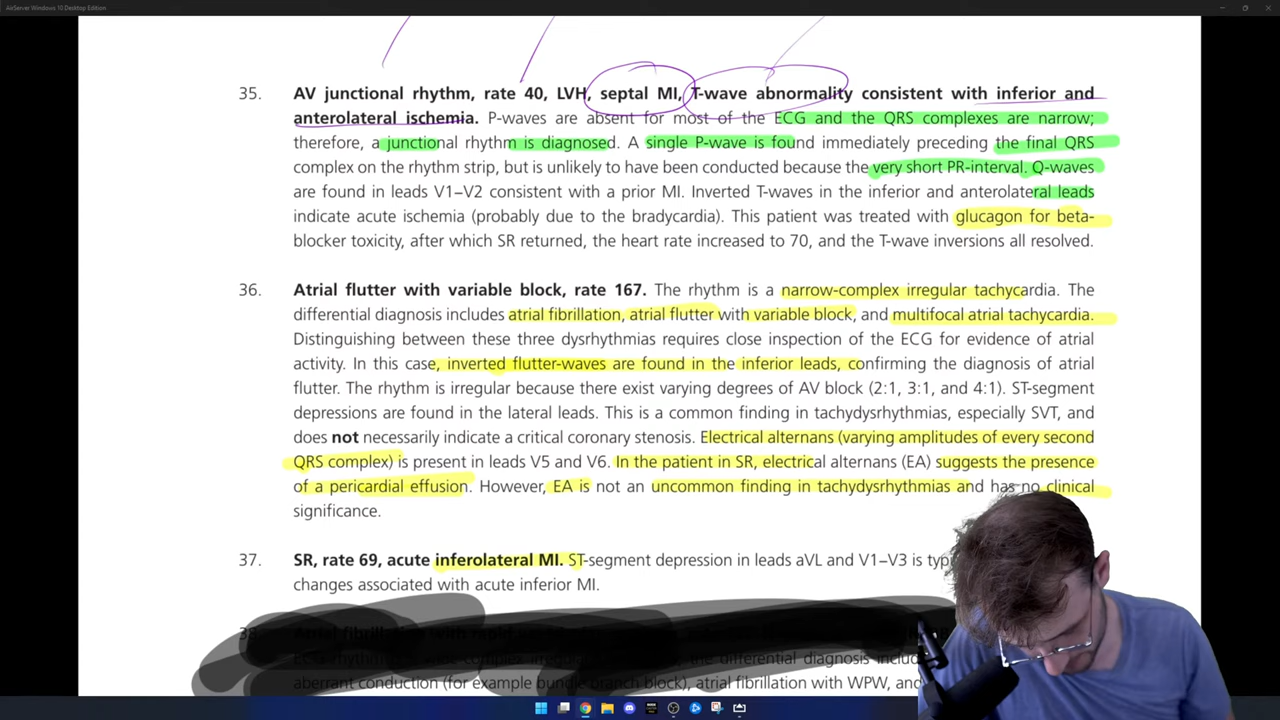 AirServer Windows 10 Desktop Edition
35. AV junctional rhythm, rate 40, LVH, septal MI, T-wave abnormality consistent with inferior and
anterolateral ischemia. P-waves are absent for most of the ECG and the QRS complexes are narrow;
therefore, a junctional rhythm is diagnosed. A single P-wave is found immediately preceding the final QRS
complex on the rhythm strip, but is unlikely to have been conducted because the very short PR-interval. Q-waves
are found in leads V1–V2 consistent with a prior MI. Inverted T-waves in the inferior and anterolateral leads
indicate acute ischemia (probably due to the bradycardia). This patient was treated with glucagon for beta-
blocker toxicity, after which SR returned, the heart rate increased to 70, and the T-wave inversions all resolved.
36. Atrial flutter with variable block, rate 167. The rhythm is a narrow-complex irregular tachycardia. The
differential diagnosis includes atrial fibrillation, atrial flutter with variable block, and multifocal atrial tachycardia.
Distinguishing between these three dysrhythmias requires close inspection of the ECG for evidence of atrial
activity. In this case, inverted flutter-waves are found in the inferior leads, confirming the diagnosis of atrial
flutter. The rhythm is irregular because there exist varying degrees of AV block (2:1, 3:1, and 4:1). ST-segment
depressions are found in the lateral leads. This is a common finding in tachydysrhythmias, especially SVT, and
does not necessarily indicate a critical coronary stenosis. Electrical alternans (varying amplitudes of every second
QRS complex) is present in leads V5 and V6. In the patient in SR, electrical alternans (EA) suggests the presence
of a pericardial effusion. However, EA is not an uncommon finding in tachydysrhythmias and has no clinical
significance.
37. SR, rate 69, acute inferolateral MI. ST-segment depression in leads aVL and V1–V3 is
changes associated with acute inferior MI.
38. Atrial fibrillation with rapid
the differential diagnosis
aberrant conduction (for example bundle branch block), atrial fibrillation with WPW, and